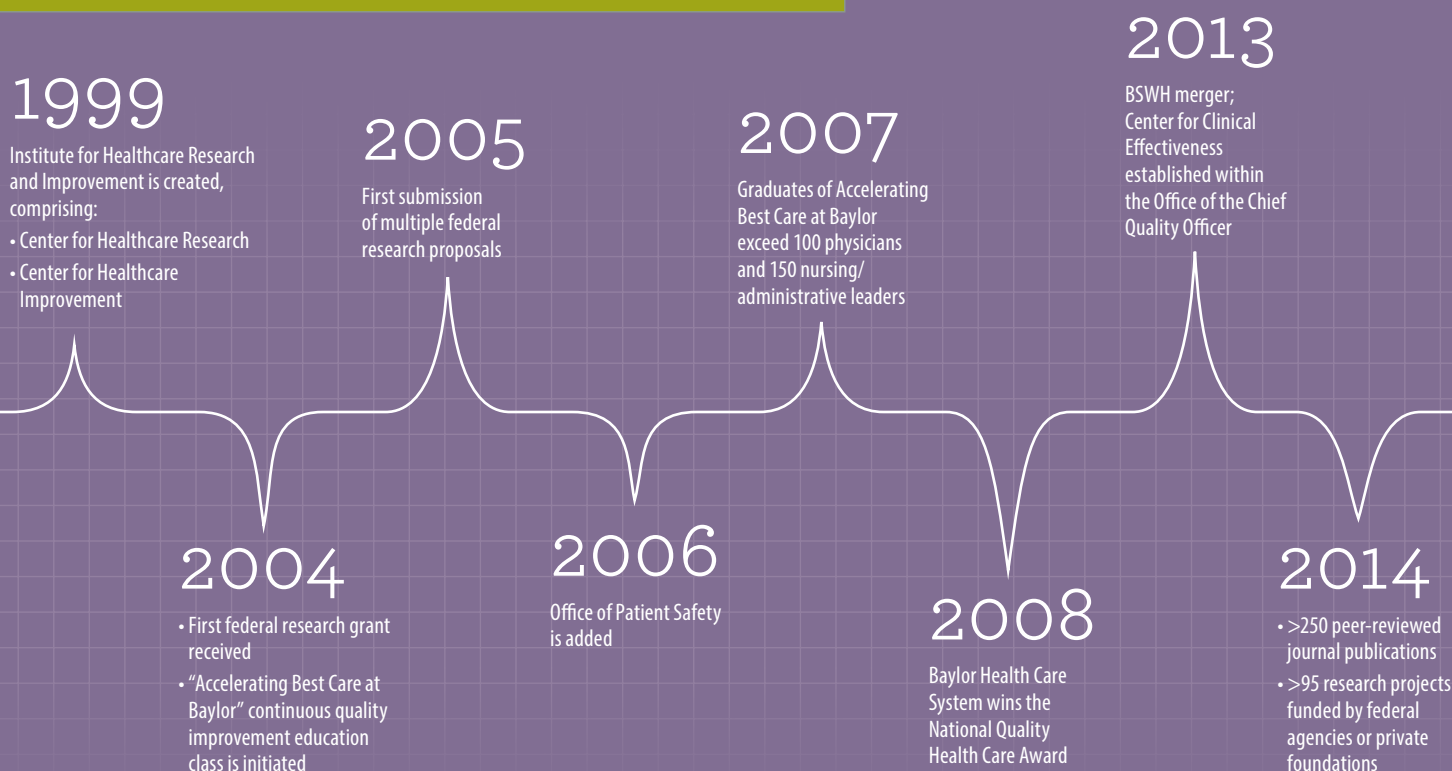 1999
Institute for Healthcare Research
and Improvement is created,
comprising:
• Center for Healthcare Research
• Center for Healthcare
Improvement
2004
• First federal research grant
received
• “Accelerating Best Care at
Baylor” continuous quality
improvement education
class is initiated
2005
First submission
of multiple federal
research proposals
2006
Office of Patient Safety
is added
2007
Graduates of Accelerating
Best Care at Baylor
exceed 100 physicians
and 150 nursing/
administrative leaders
2008
Baylor Health Care
System wins the
National Quality
Health Care Award
2013
BSWH merger;
Center for Clinical
Effectiveness
established within
the Office of the Chief
Quality Officer
2014
• >250 peer-reviewed
journal publications
• >95 research projects
funded by federal
agencies or private
foundations